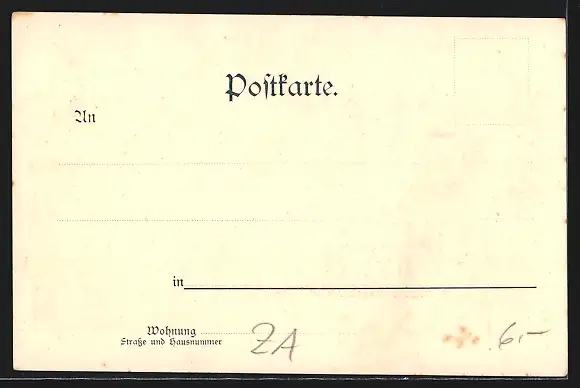 Postkarte.
An
in
Wohnung
Straße und Hausnummer
ZA
6.-